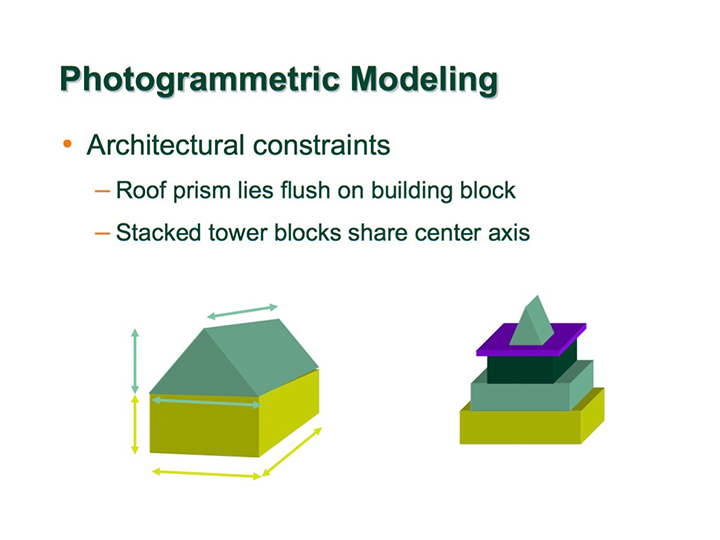 Photogrammetric Modeling
• Architectural constraints
– Roof prism lies flush on building block
– Stacked tower blocks share center axis